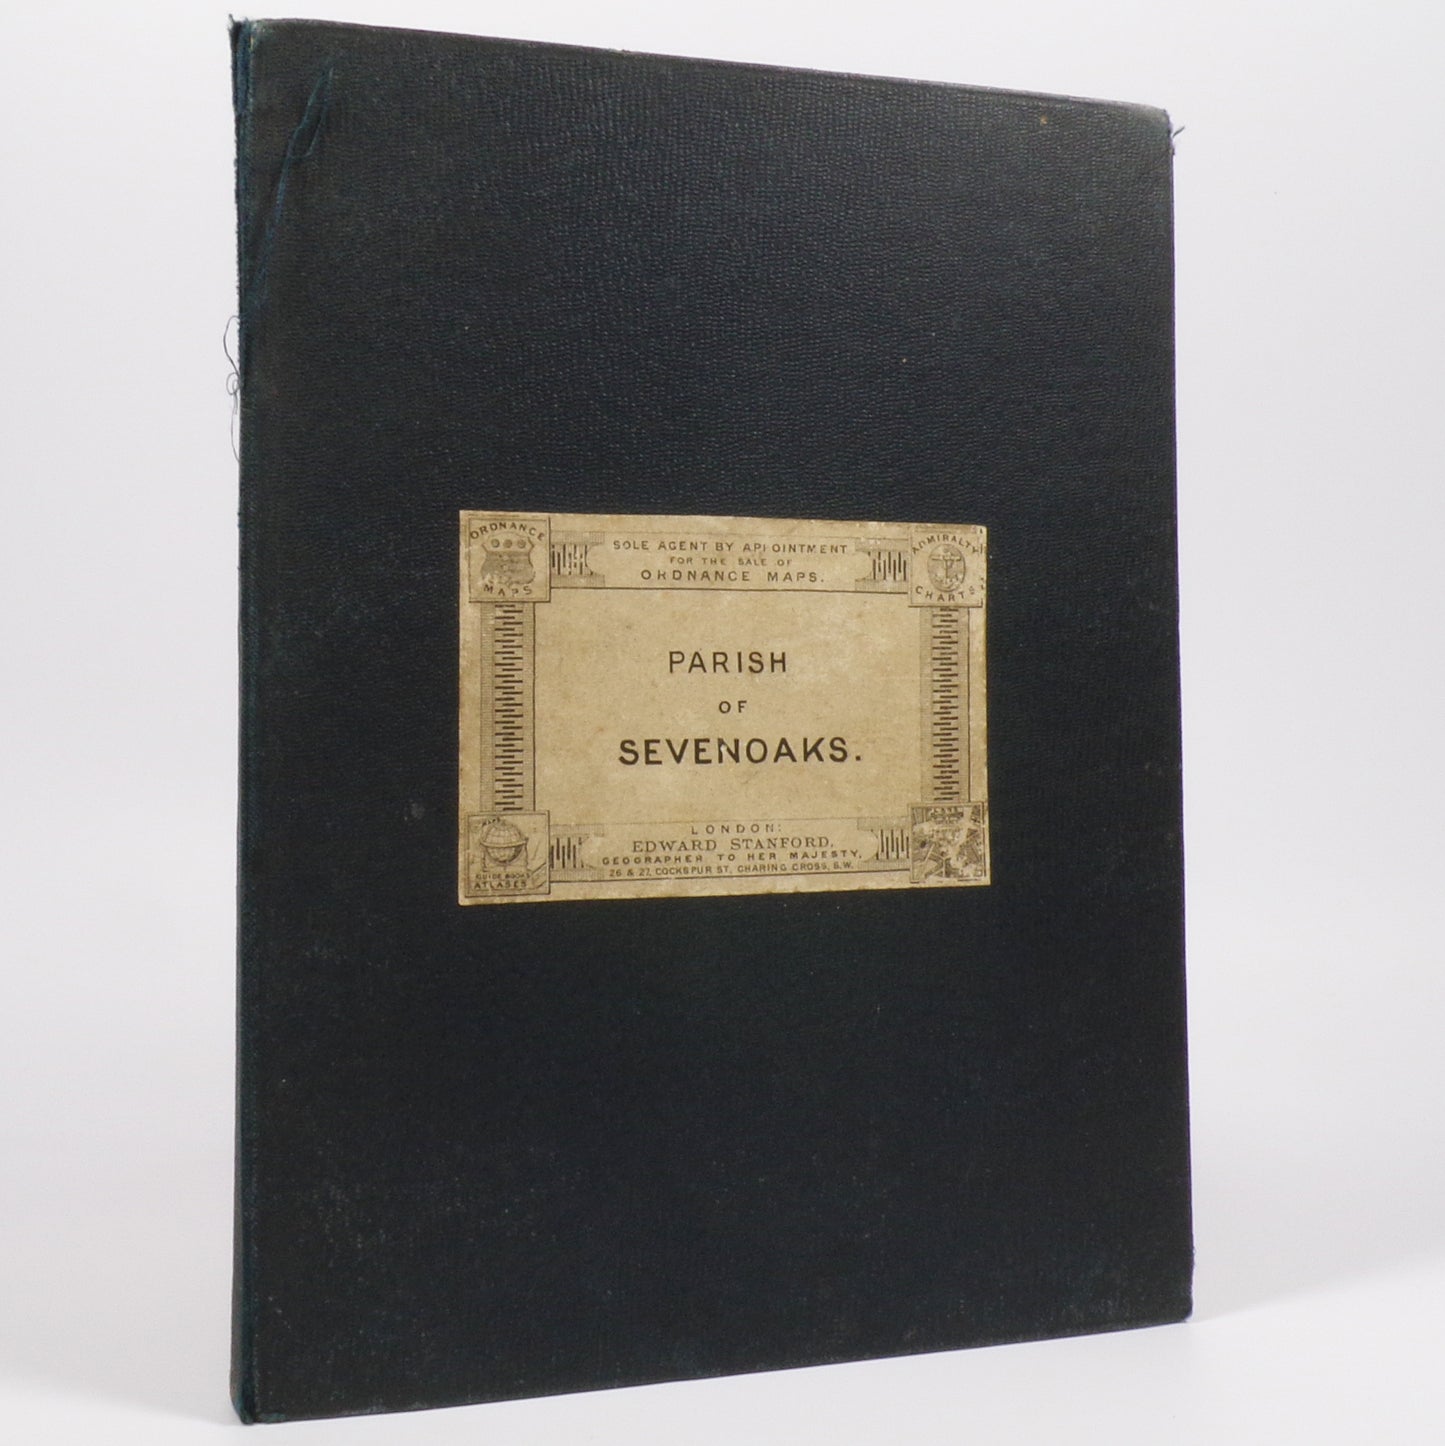 ORDNANCE
MAPS
SOLE AGENT BY APPOINTMENT
FOR THE SALE OF
ORDNANCE MAPS.
ADMIRALTY
CHARTS
PARISH
OF
SEVENOAKS.
LONDON:
EDWARD STANFORD,
GEOGRAPHER TO HER MAJESTY,
26 & 27, COCKSPUR ST, CHARING CROSS, S.W.
GUIDE BOOKS
ATLASES